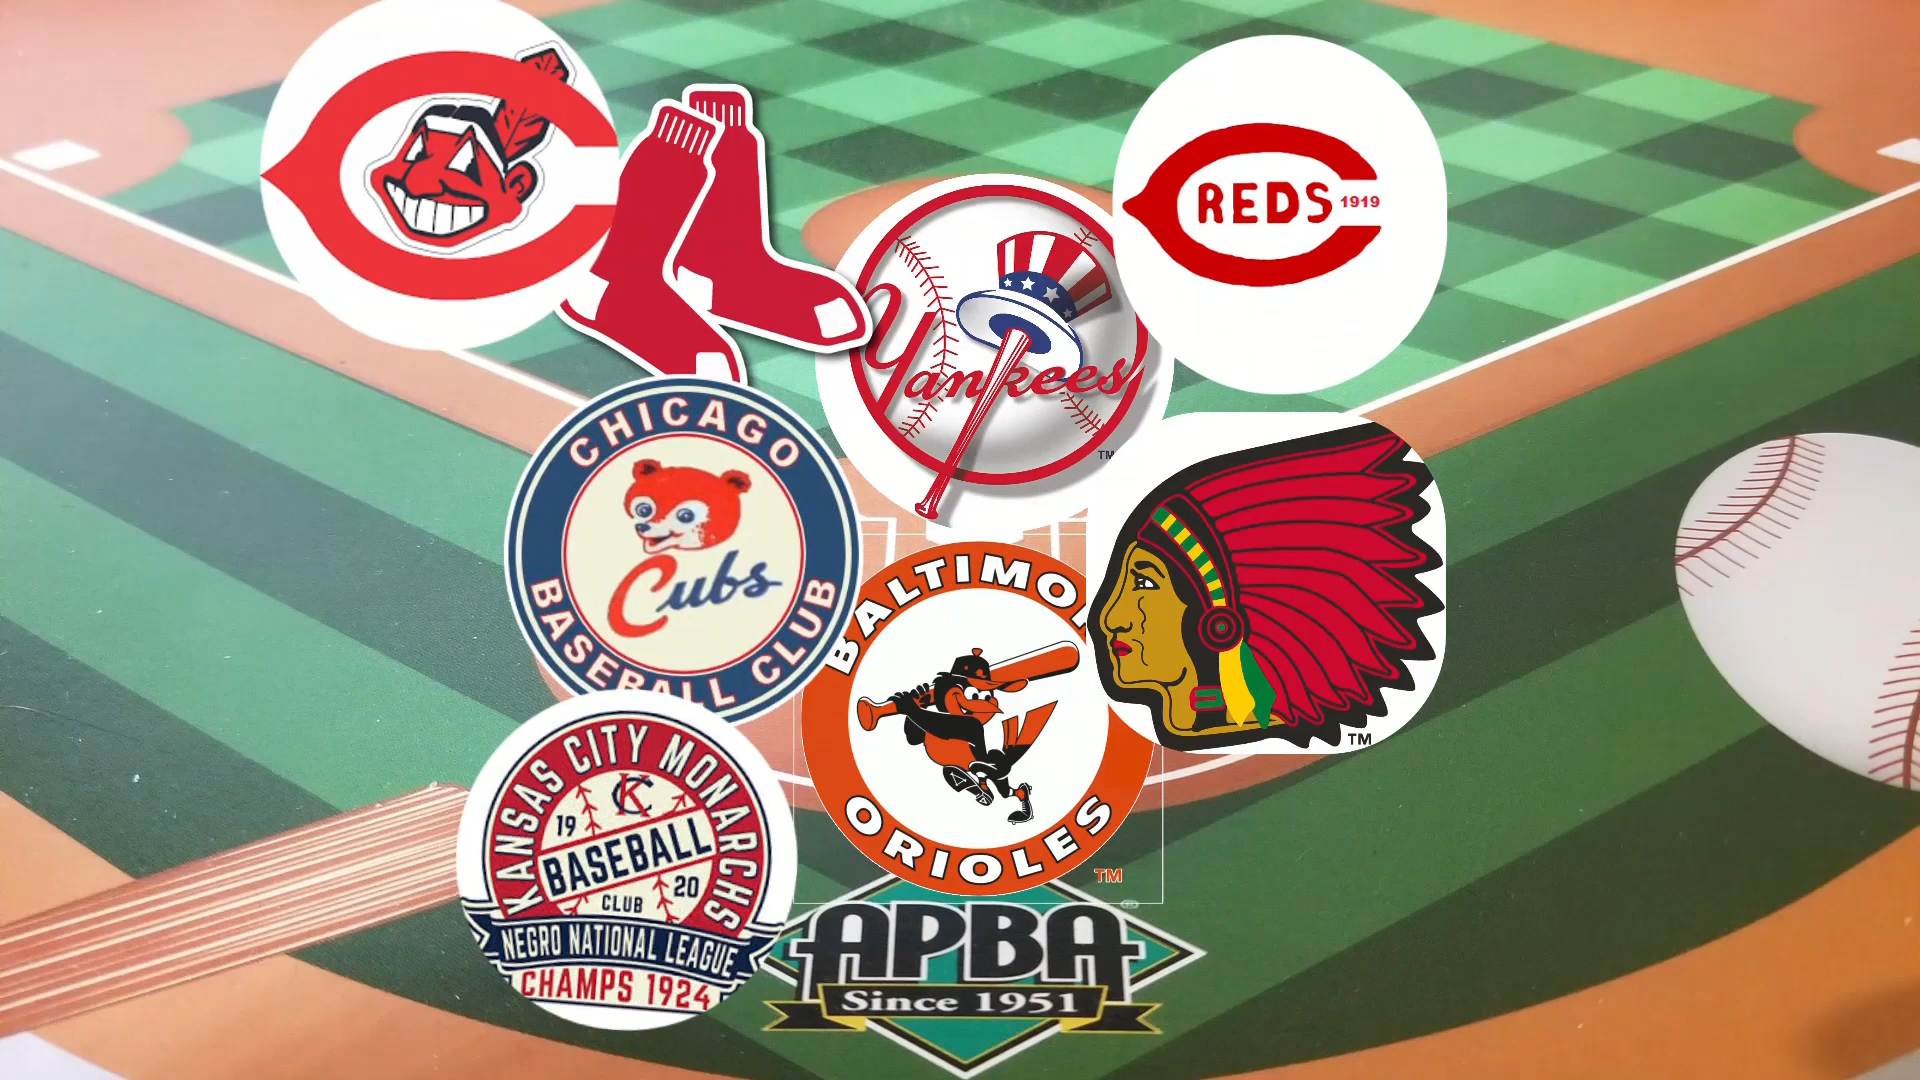 REDS 1919
Yankees
TM
CHICAGO
Cubs
BASEBALL CLUB
BALTIMO
ORIOLES
TM
TM
KANSAS CITY MONARCHS
KC
19
BASEBALL
20
CLUB
NEGRO NATIONAL LEAGUE
CHAMPS 1924
APBA®
Since 1951